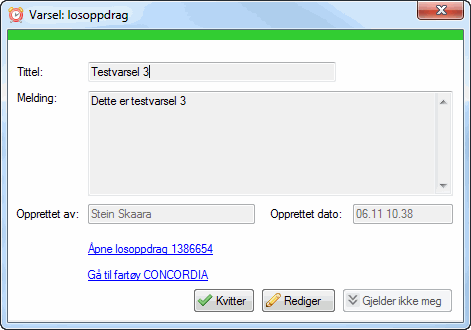 Varsel: losoppdrag
Tittel: Testvarsel 3
Melding: Dette er testvarsel 3
Opprettet av: Stein Skaara Opprettet dato: 06.11 10.38
Åpne losoppdrag 1386654
Gå til fartøy CONCORDIA
Kvitter Rediger Gjelder ikke meg